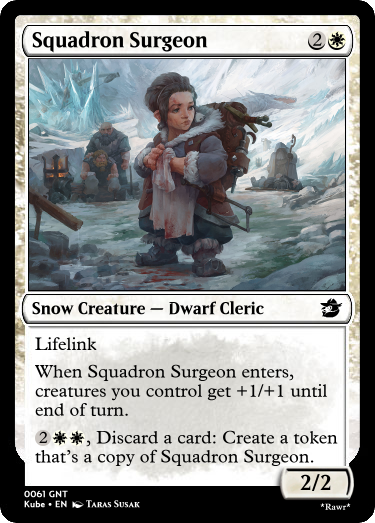 Squadron Surgeon 2
Snow Creature — Dwarf Cleric
Lifelink
When Squadron Surgeon enters,
creatures you control get +1/+1 until
end of turn.
2, Discard a card: Create a token
that's a copy of Squadron Surgeon.
2/2
0061 GNT
Kube • EN Taras Susak
*Rawr*